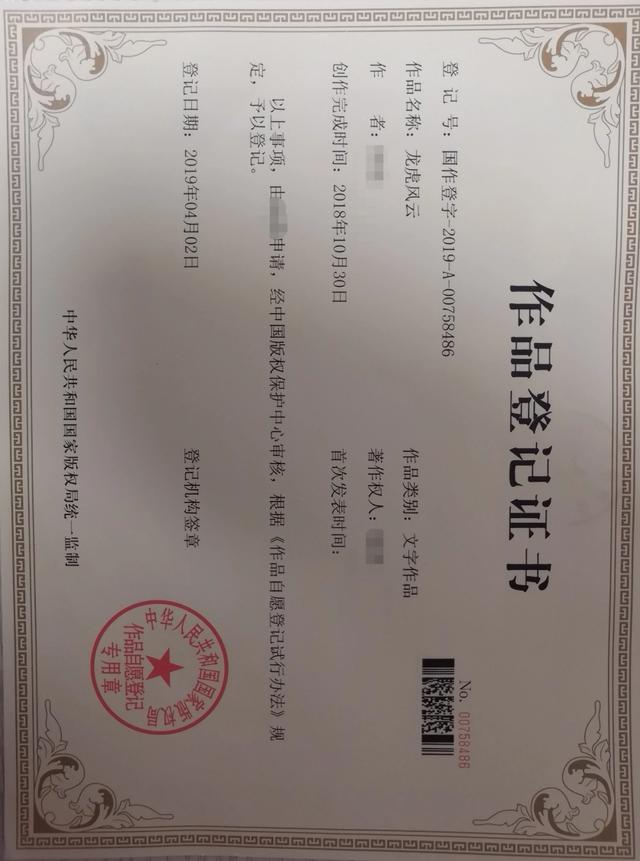 作品登记证书
No. 00758486
登 记 号：国作登字-2019-A-00758486
作品名称：龙虎风云
作品类别：文字作品
作 者：
著作权人：
创作完成时间：2018年10月30日
首次发表时间：
以上事项，由 申请，经中国版权保护中心审核，根据《作品自愿登记试行办法》规
定，予以登记。
登记日期：2019年04月02日
登记机构签章
中华人民共和国国家版权局
作品自愿登记
专用章
中华人民共和国国家版权局统一监制